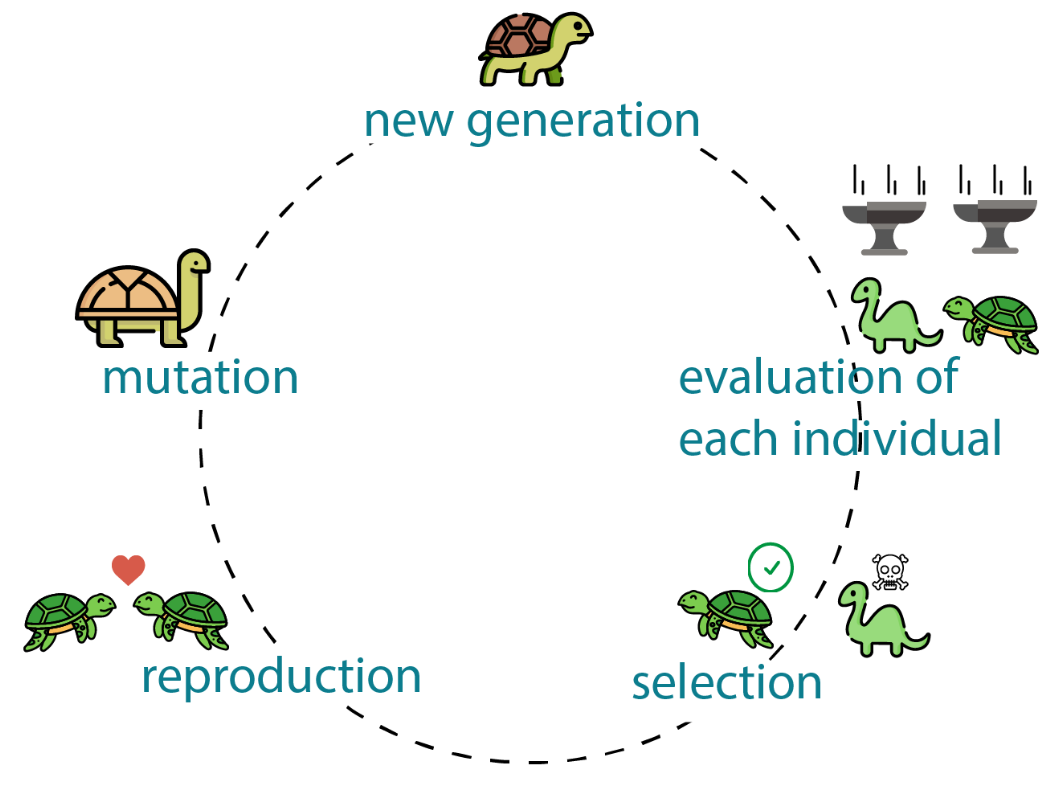 new generation
mutation
evaluation of
each individual
reproduction
selection